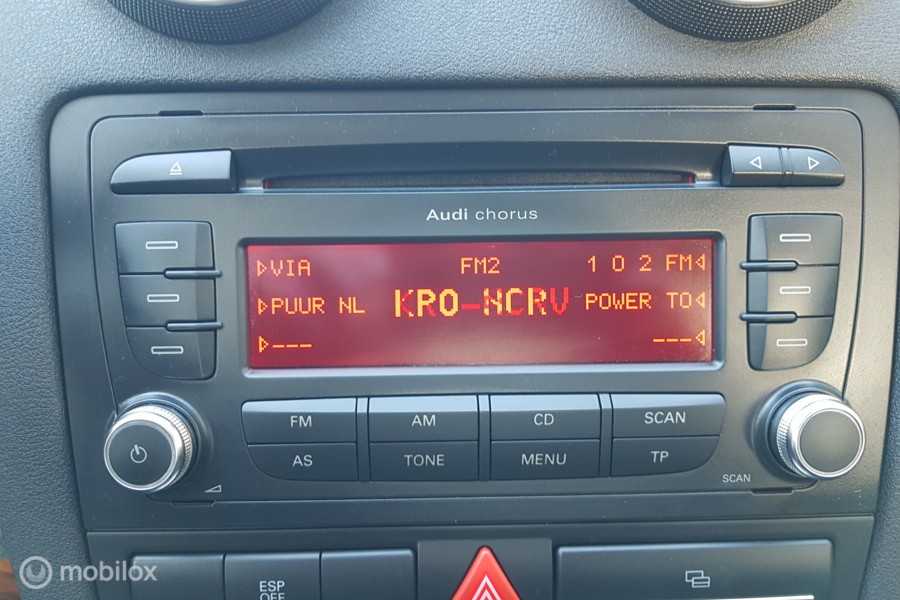 Audi chorus
VIA FM2 1 0 2 FM
PUUR NL KRO-NCRV POWER TO
--- ---
FM AM CD SCAN
AS TONE MENU TP
SCAN
ESP
OFF
mobilox